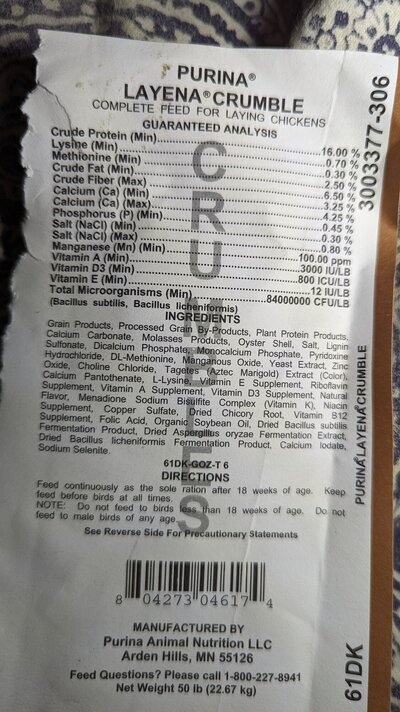 PURINA®
LAYENA® CRUMBLE
COMPLETE FEED FOR LAYING CHICKENS
GUARANTEED ANALYSIS
Crude Protein (Min)........16.00 %
Lysine (Min)........0.70 %
Methionine (Min)........0.30 %
Crude Fat (Min)........2.50 %
Crude Fiber (Max)........6.50 %
Calcium (Ca) (Min)........3.25 %
Calcium (Ca) (Max)........4.25 %
Phosphorus (P) (Min)........0.45 %
Salt (NaCl) (Min)........0.30 %
Salt (NaCl) (Max)........0.80 %
Manganese (Mn) (Min)........100.00 ppm
Vitamin A (Min)........3000 IU/LB
Vitamin D3 (Min)........800 ICU/LB
Vitamin E (Min)........12 IU/LB
Total Microorganisms (Min)........84000000 CFU/LB
(Bacillus subtilis, Bacillus licheniformis)
INGREDIENTS
Grain Products, Processed Grain By-Products, Plant Protein Products,
Calcium Carbonate, Molasses Products, Oyster Shell, Salt, Lignin
Sulfonate, Dicalcium Phosphate, Monocalcium Phosphate, Pyridoxine
Hydrochloride, DL-Methionine, Manganous Oxide, Yeast Extract, Zinc
Oxide, Choline Chloride, Tagetes (Aztec Marigold) Extract (Color),
Calcium Pantothenate, L-Lysine, Vitamin E Supplement, Riboflavin
Supplement, Vitamin A Supplement, Vitamin D3 Supplement, Natural
Flavor, Menadione Sodium Bisulfite Complex (Vitamin K), Niacin
Supplement, Copper Sulfate, Dried Chicory Root, Vitamin B12
Supplement, Folic Acid, Organic Soybean Oil, Dried Bacillus subtilis
Fermentation Product, Dried Aspergillus oryzae Fermentation Extract,
Dried Bacillus licheniformis Fermentation Product, Calcium Iodate,
Sodium Selenite.
61DK-GOZ-T 6
DIRECTIONS
Feed continuously as the sole ration after 18 weeks of age. Keep
feed before birds at all times.
NOTE: Do not feed to birds less than 18 weeks of age. Do not
feed to male birds of any age.
See Reverse Side For Precautionary Statements
8 04273 04617 4
MANUFACTURED BY
Purina Animal Nutrition LLC
Arden Hills, MN 55126
Feed Questions? Please call 1-800-227-8941
Net Weight 50 lb (22.67 kg)
CRUMBLES
3003377-306
PURINA LAYENA CRUMBLE
61DK